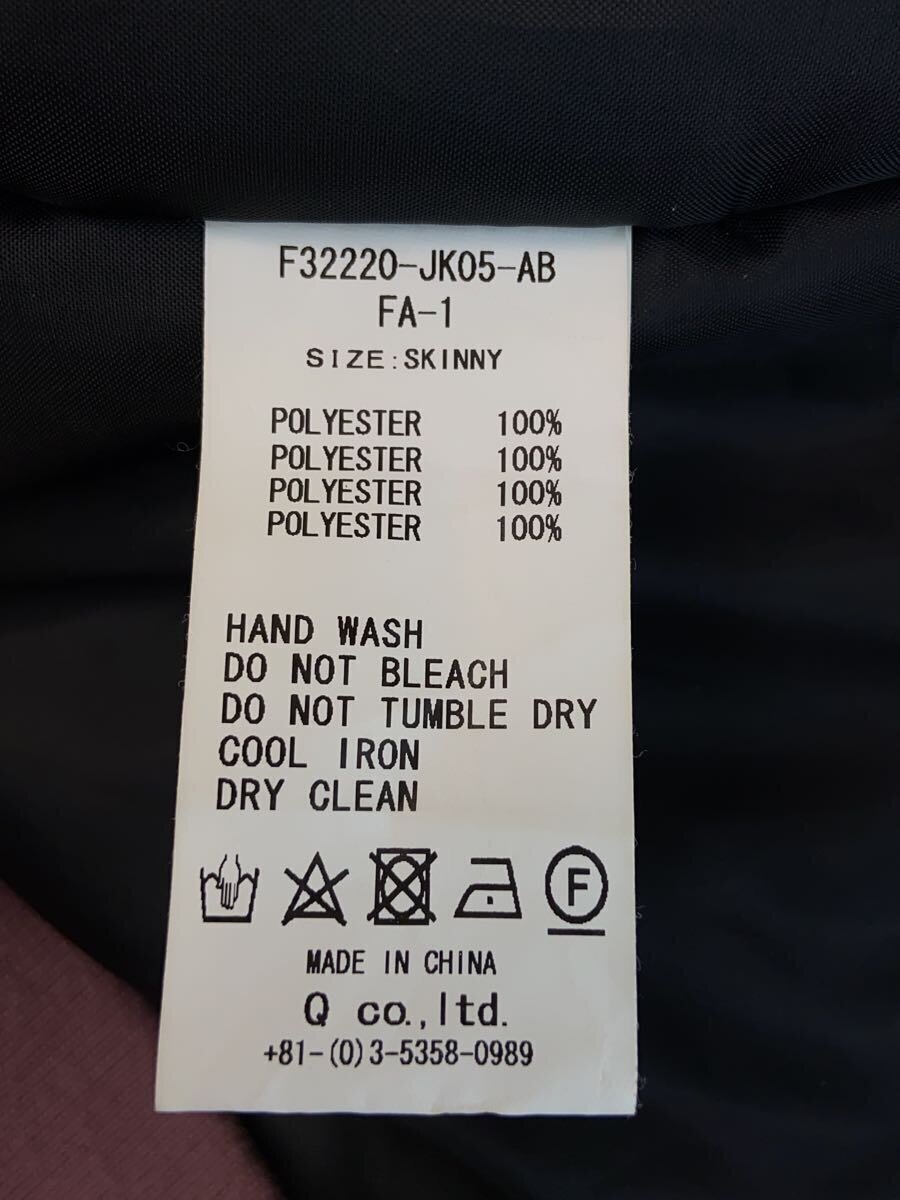 F32220-JK05-AB
FA-1
SIZE:SKINNY
POLYESTER 100%
POLYESTER 100%
POLYESTER 100%
POLYESTER 100%
HAND WASH
DO NOT BLEACH
DO NOT TUMBLE DRY
COOL IRON
DRY CLEAN
F
MADE IN CHINA
Q co.,ltd.
+81-(0)3-5358-0989